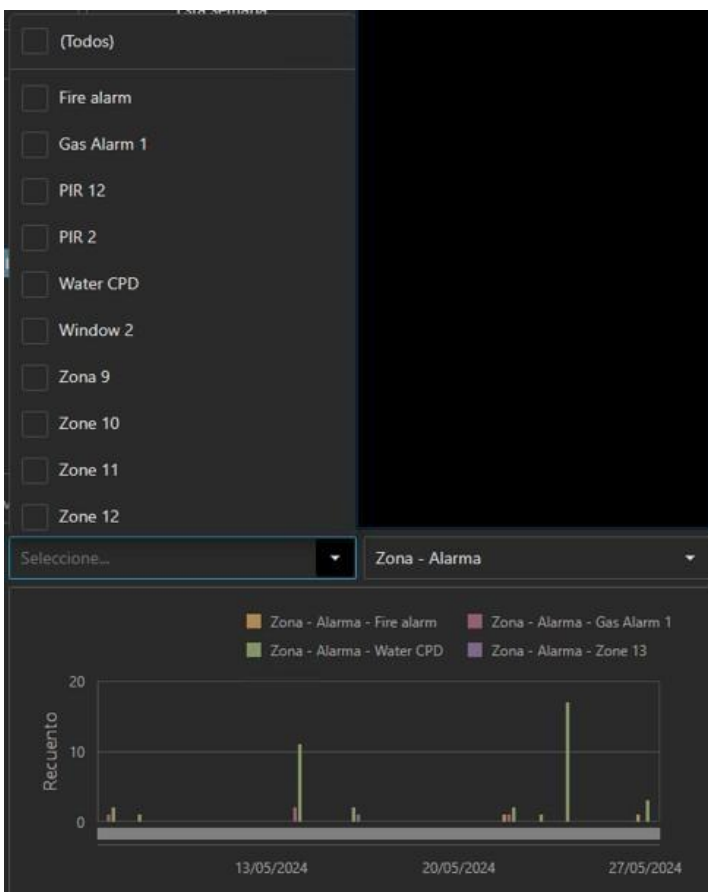 (Todos)
Fire alarm
Gas Alarm 1
PIR 12
PIR 2
Water CPD
Window 2
Zona 9
Zone 10
Zone 11
Zone 12
Seleccione...
Zona - Alarma
Zona - Alarma - Fire alarm
Zona - Alarma - Gas Alarm 1
Zona - Alarma - Water CPD
Zona - Alarma - Zone 13
Recuento
20
10
0
13/05/2024
20/05/2024
27/05/2024